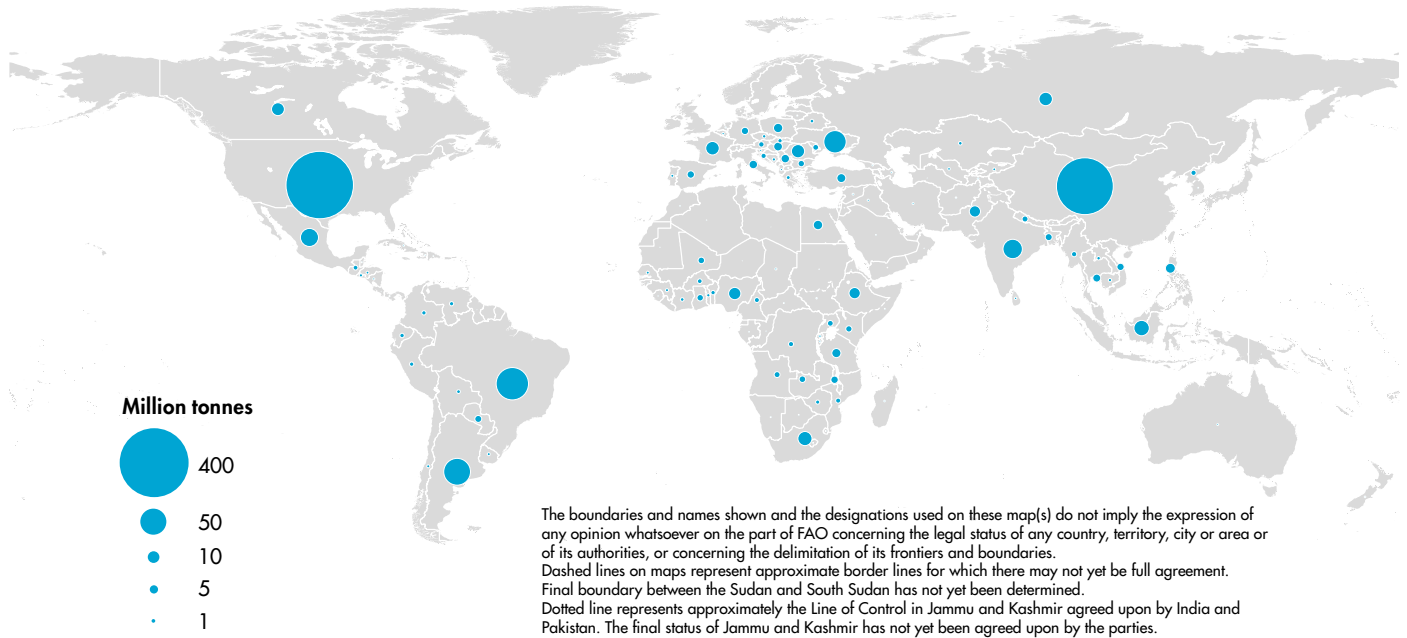 Million tonnes
400
50
10
5
1
The boundaries and names shown and the designations used on these map(s) do not imply the expression of
any opinion whatsoever on the part of FAO concerning the legal status of any country, territory, city or area or
of its authorities, or concerning the delimitation of its frontiers and boundaries.
Dashed lines on maps represent approximate border lines for which there may not yet be full agreement.
Final boundary between the Sudan and South Sudan has not yet been determined.
Dotted line represents approximately the Line of Control in Jammu and Kashmir agreed upon by India and
Pakistan. The final status of Jammu and Kashmir has not yet been agreed upon by the parties.